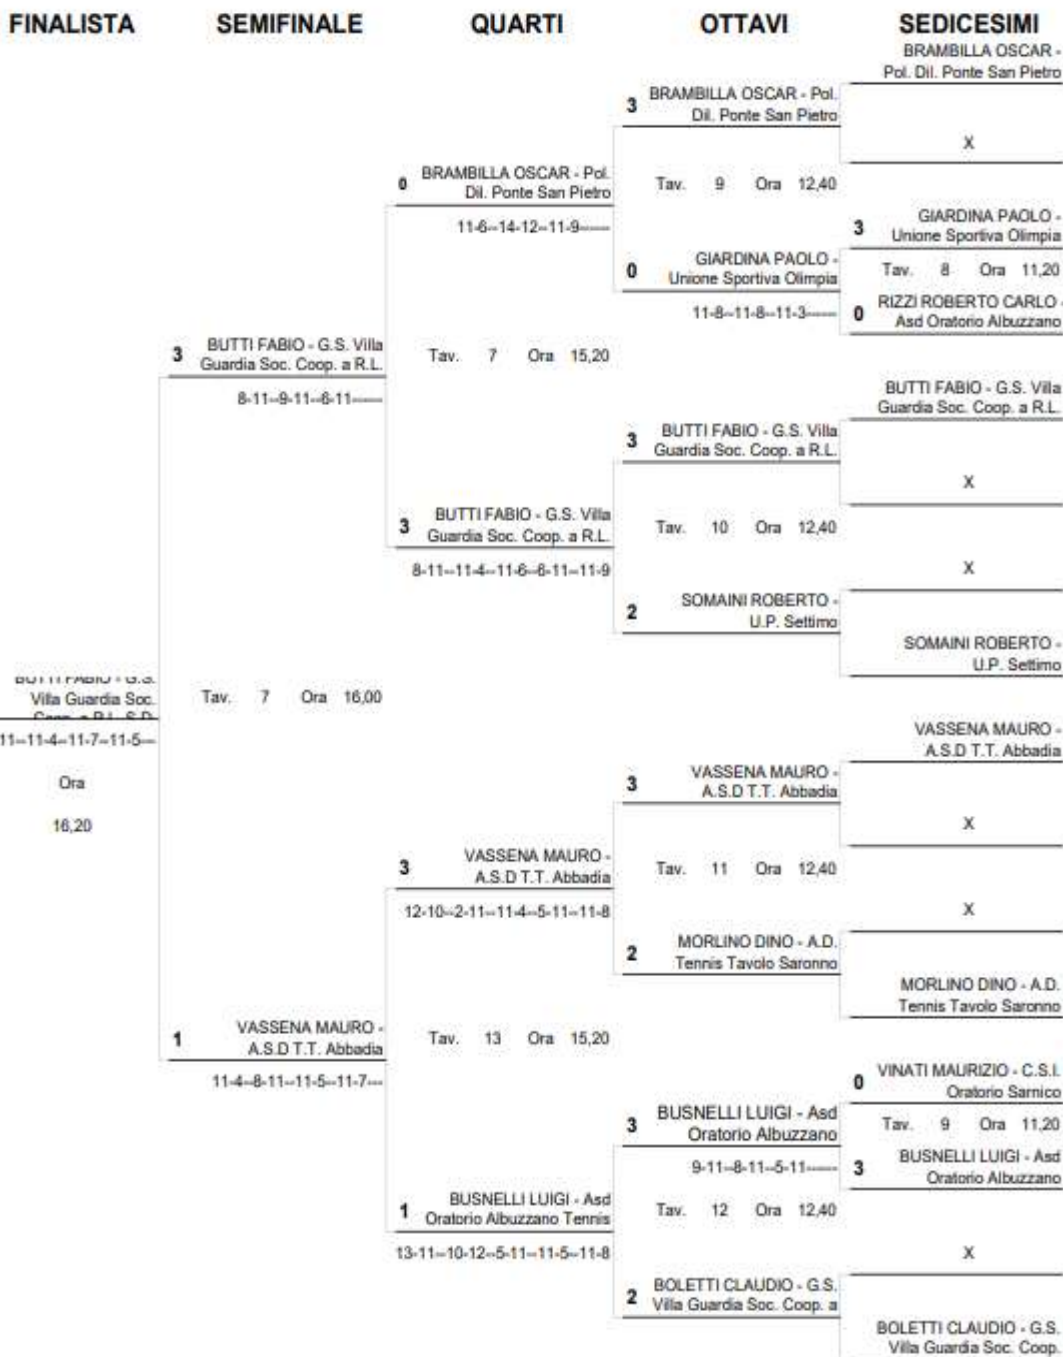 FINALISTA SEMIFINALE QUARTI OTTAVI SEDICESIMI
BRAMBILLA OSCAR -
Pol. Dil. Ponte San Pietro
3 BRAMBILLA OSCAR - Pol.
Dil. Ponte San Pietro
X
0 BRAMBILLA OSCAR - Pol.
Dil. Ponte San Pietro
Tav. 9 Ora 12,40
11-6--14-12--11-9------
3 GIARDINA PAOLO -
Unione Sportiva Olimpia
0 GIARDINA PAOLO -
Unione Sportiva Olimpia
Tav. 8 Ora 11,20
11-8--11-8--11-3------
0 RIZZI ROBERTO CARLO -
Asd Oratorio Albuzzano
3 BUTTI FABIO - G.S. Villa
Guardia Soc. Coop. a R.L.
Tav. 7 Ora 15,20
8-11--9-11--6-11------
BUTTI FABIO - G.S. Villa
Guardia Soc. Coop. a R.L.
3 BUTTI FABIO - G.S. Villa
Guardia Soc. Coop. a R.L.
X
3 BUTTI FABIO - G.S. Villa
Guardia Soc. Coop. a R.L.
Tav. 10 Ora 12,40
8-11--11-4--11-6--6-11--11-9
X
2 SOMAINI ROBERTO -
U.P. Settimo
SOMAINI ROBERTO -
U.P. Settimo
BUTTI FABIO - G.S.
Villa Guardia Soc.
Coop. a R.L. S.D.
Tav. 7 Ora 16,00
11--11-4--11-7--11-5---
Ora
16,20
VASSENA MAURO -
A.S.D T.T. Abbadia
3 VASSENA MAURO -
A.S.D T.T. Abbadia
X
3 VASSENA MAURO -
A.S.D T.T. Abbadia
Tav. 11 Ora 12,40
12-10--2-11--11-4--5-11--11-8
X
2 MORLINO DINO - A.D.
Tennis Tavolo Saronno
MORLINO DINO - A.D.
Tennis Tavolo Saronno
1 VASSENA MAURO -
A.S.D T.T. Abbadia
Tav. 13 Ora 15,20
11-4--8-11--11-5--11-7---
0 VINATI MAURIZIO - C.S.I.
Oratorio Sarnico
3 BUSNELLI LUIGI - Asd
Oratorio Albuzzano
Tav. 9 Ora 11,20
9-11--8-11--5-11------
3 BUSNELLI LUIGI - Asd
Oratorio Albuzzano
1 BUSNELLI LUIGI - Asd
Oratorio Albuzzano Tennis
Tav. 12 Ora 12,40
13-11--10-12--5-11--11-5--11-8
X
2 BOLETTI CLAUDIO - G.S.
Villa Guardia Soc. Coop. a
BOLETTI CLAUDIO - G.S.
Villa Guardia Soc. Coop.